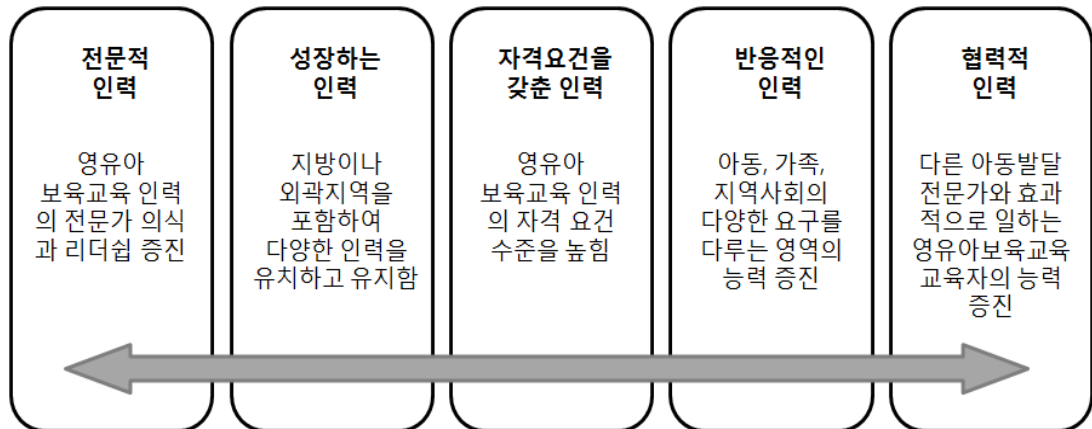 전문적
인력
영유아
보육교육 인력
의 전문가 의식
과 리더쉽 증진
성장하는
인력
지방이나
외곽지역을
포함하여
다양한 인력을
유치하고 유지함
자격요건을
갖춘 인력
영유아
보육교육 인력
의 자격 요건
수준을 높힘
반응적인
인력
아동, 가족,
지역사회의
다양한 요구를
다루는 영역의
능력 증진
협력적
인력
다른 아동발달
전문가와 효과
적으로 일하는
영유아보육교육
교육자의 능력
증진